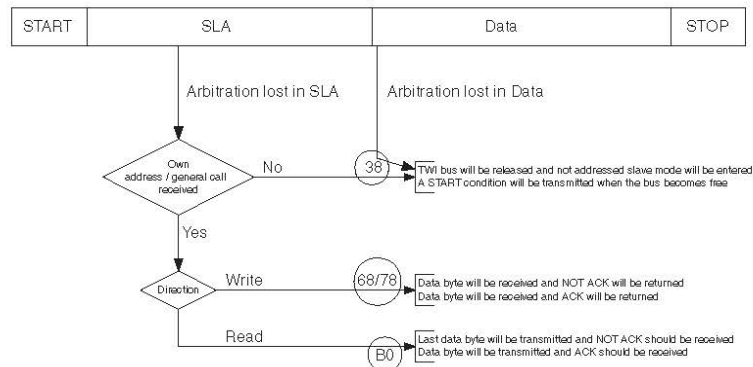 START SLA Data STOP
Arbitration lost in SLA Arbitration lost in Data
Own
address / general call
received
No
38
TWI bus will be released and not addressed slave mode will be entered
A START condition will be transmitted when the bus becomes free
Yes
Direction
Write
68/78
Data byte will be received and NOT ACK will be returned
Data byte will be received and ACK will be returned
Read
B0
Last data byte will be transmitted and NOT ACK should be received
Data byte will be transmitted and ACK should be received